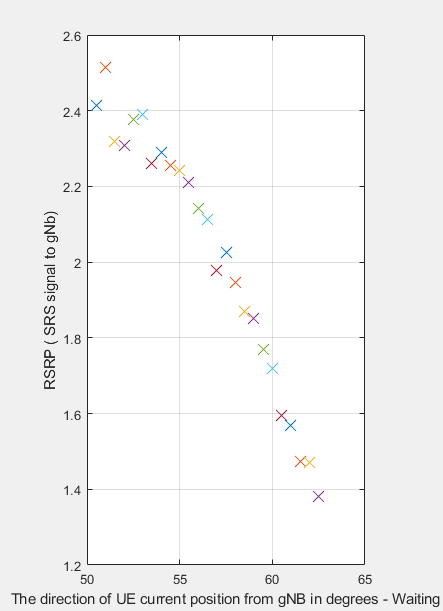 2.6
2.4
2.2
2
1.8
1.6
1.4
1.2
RSRP ( SRS signal to gNb)
50 55 60 65
The direction of UE current position from gNB in degrees - Waiting